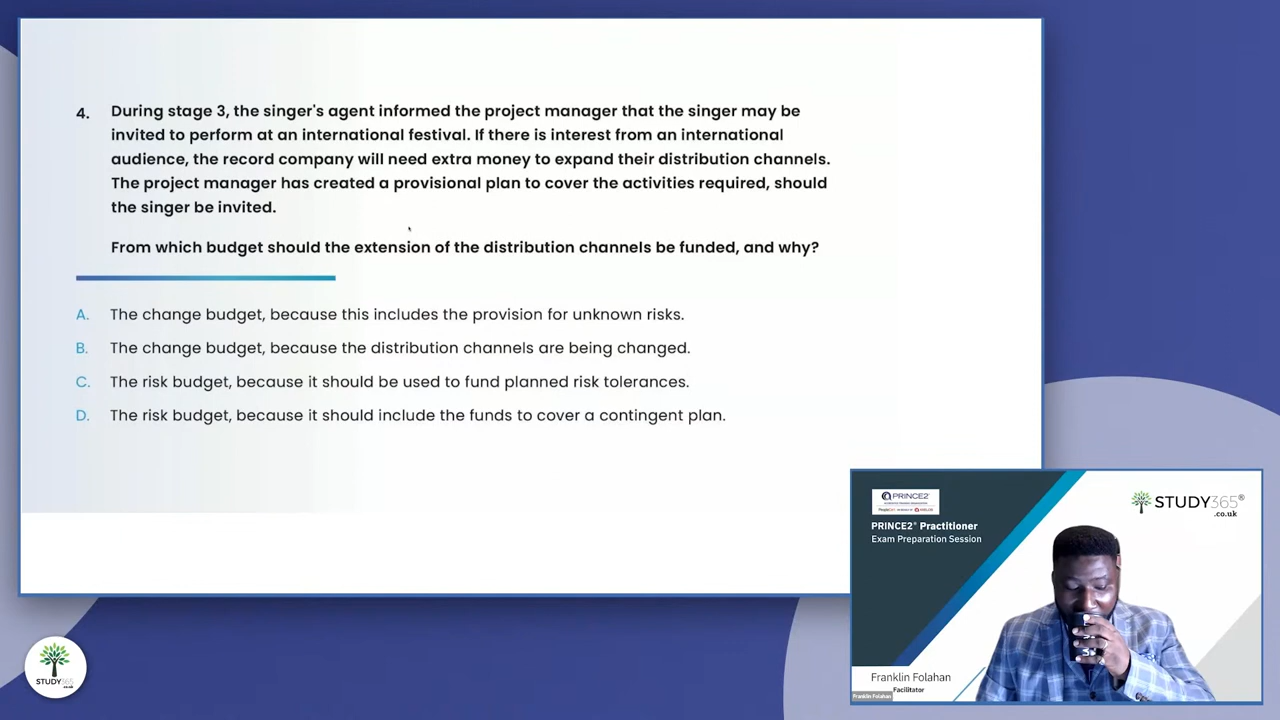 4. During stage 3, the singer's agent informed the project manager that the singer may be
invited to perform at an international festival. If there is interest from an international
audience, the record company will need extra money to expand their distribution channels.
The project manager has created a provisional plan to cover the activities required, should
the singer be invited.
From which budget should the extension of the distribution channels be funded, and why?
A. The change budget, because this includes the provision for unknown risks.
B. The change budget, because the distribution channels are being changed.
C. The risk budget, because it should be used to fund planned risk tolerances.
D. The risk budget, because it should include the funds to cover a contingent plan.
PRINCE2®
PRINCE2® Practitioner
Exam Preparation Session
STUDY365®
.co.uk
Franklin Folahan
Facilitator
Franklin Folahan
STUDY365
.co.uk